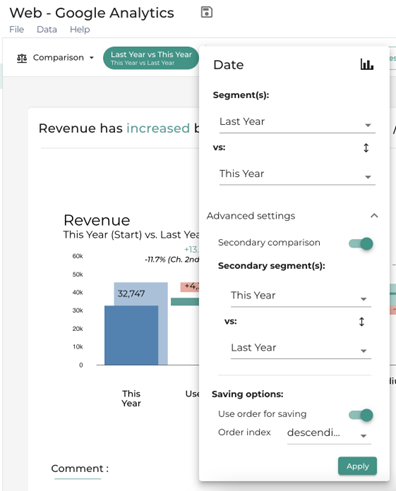 Web - Google Analytics
File Data Help
Comparison
Last Year vs This Year
This Year vs Last Year
Revenue has increased
Revenue
This Year (Start) vs. Last
+13.
-11.7% (Ch. 2nd
60k
50k
40k
30k
20k
10k
0
32,747
This
Year
Comment :
Date
Segment(s):
Last Year
vs:
This Year
Advanced settings
Secondary comparison
Secondary segment(s):
This Year
vs:
Last Year
Saving options:
Use order for saving
Order index descendi...
Apply